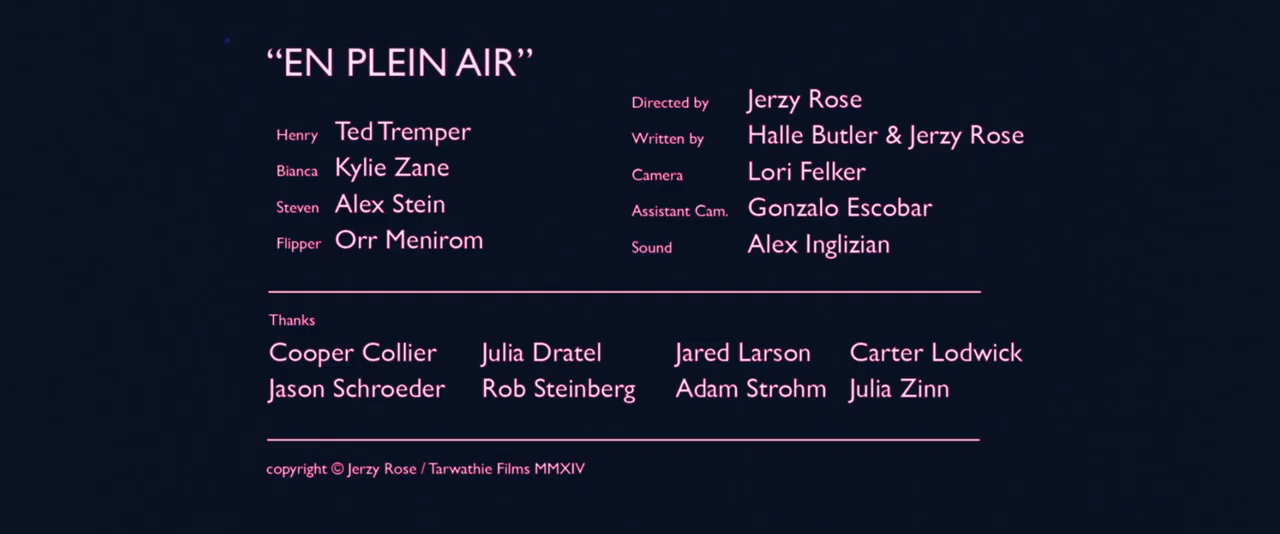 “EN PLEIN AIR”
Henry Ted Tremper
Bianca Kylie Zane
Steven Alex Stein
Flipper Orr Menirom
Directed by Jerzy Rose
Written by Halle Butler & Jerzy Rose
Camera Lori Felker
Assistant Cam. Gonzalo Escobar
Sound Alex Inglizian
Thanks
Cooper Collier Julia Dratel Jared Larson Carter Lodwick
Jason Schroeder Rob Steinberg Adam Strohm Julia Zinn
copyright © Jerzy Rose / Tarwathie Films MMXIV